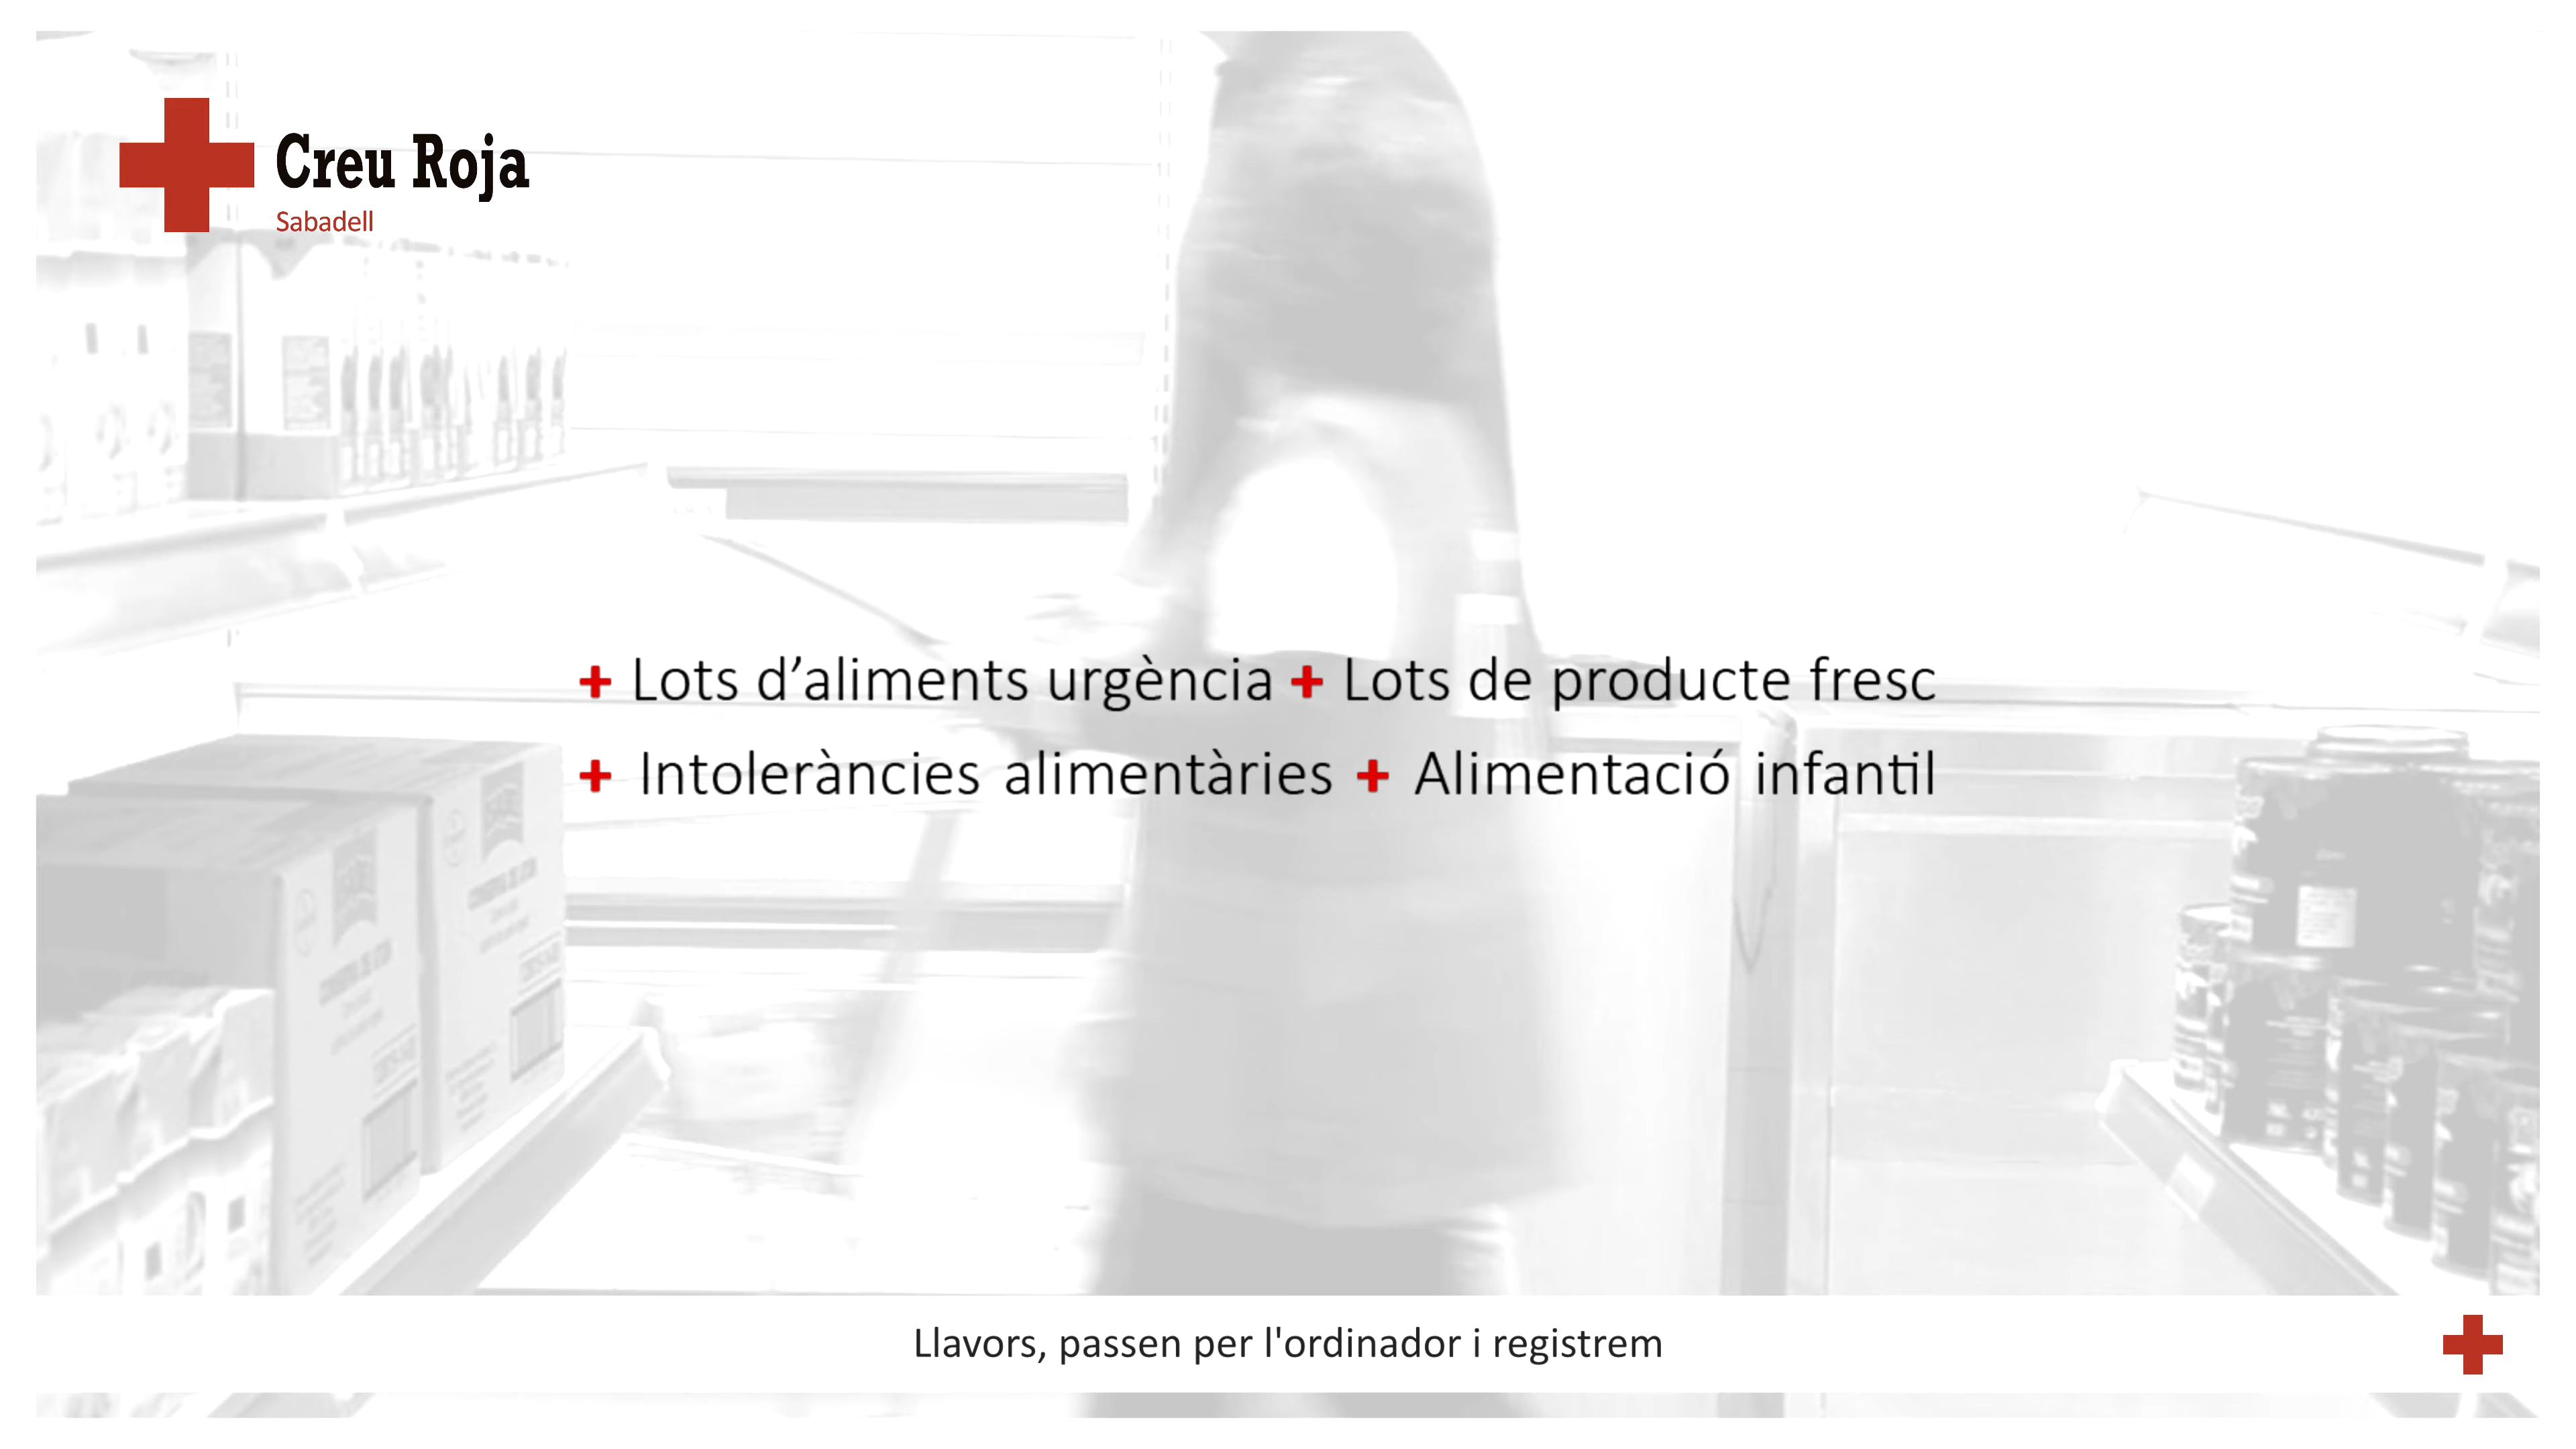 Creu Roja
Sabadell
+ Lots d’aliments urgència + Lots de producte fresc
+ Intoleràncies alimentàries + Alimentació infantil
Llavors, passen per l'ordinador i registrem